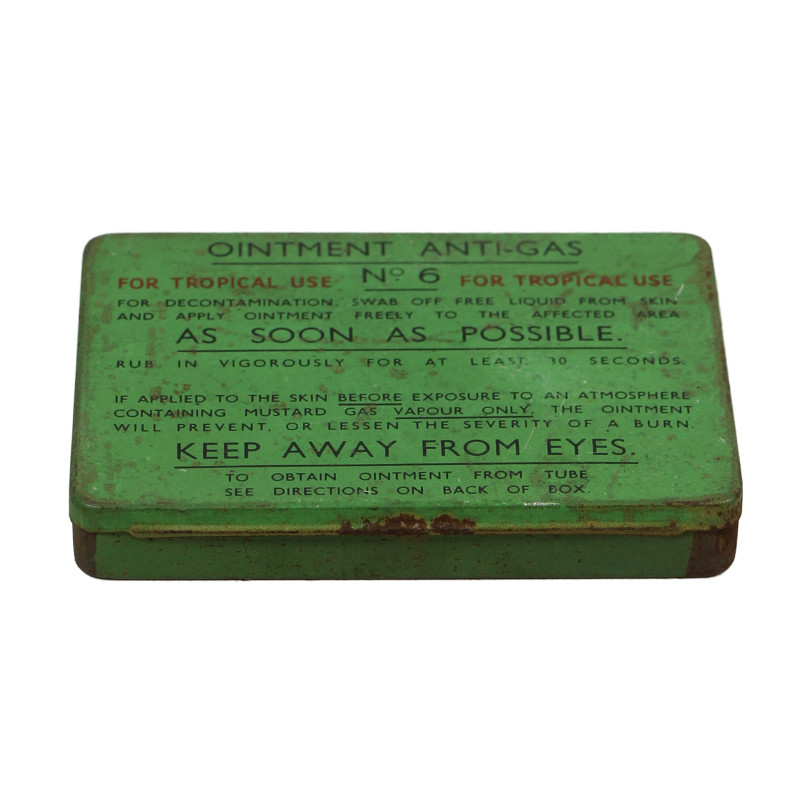 OINTMENT ANTI-GAS
FOR TROPICAL USE Nº 6 FOR TROPICAL USE
FOR DECONTAMINATION, SWAB OFF FREE LIQUID FROM SKIN
AND APPLY OINTMENT FREELY TO THE AFFECTED AREA
AS SOON AS POSSIBLE.
RUB IN VIGOROUSLY FOR AT LEAST 30 SECONDS.
IF APPLIED TO THE SKIN BEFORE EXPOSURE TO AN ATMOSPHERE
CONTAINING MUSTARD GAS VAPOUR ONLY, THE OINTMENT
WILL PREVENT, OR LESSEN THE SEVERITY OF A BURN.
KEEP AWAY FROM EYES.
TO OBTAIN OINTMENT FROM TUBE
SEE DIRECTIONS ON BACK OF BOX.